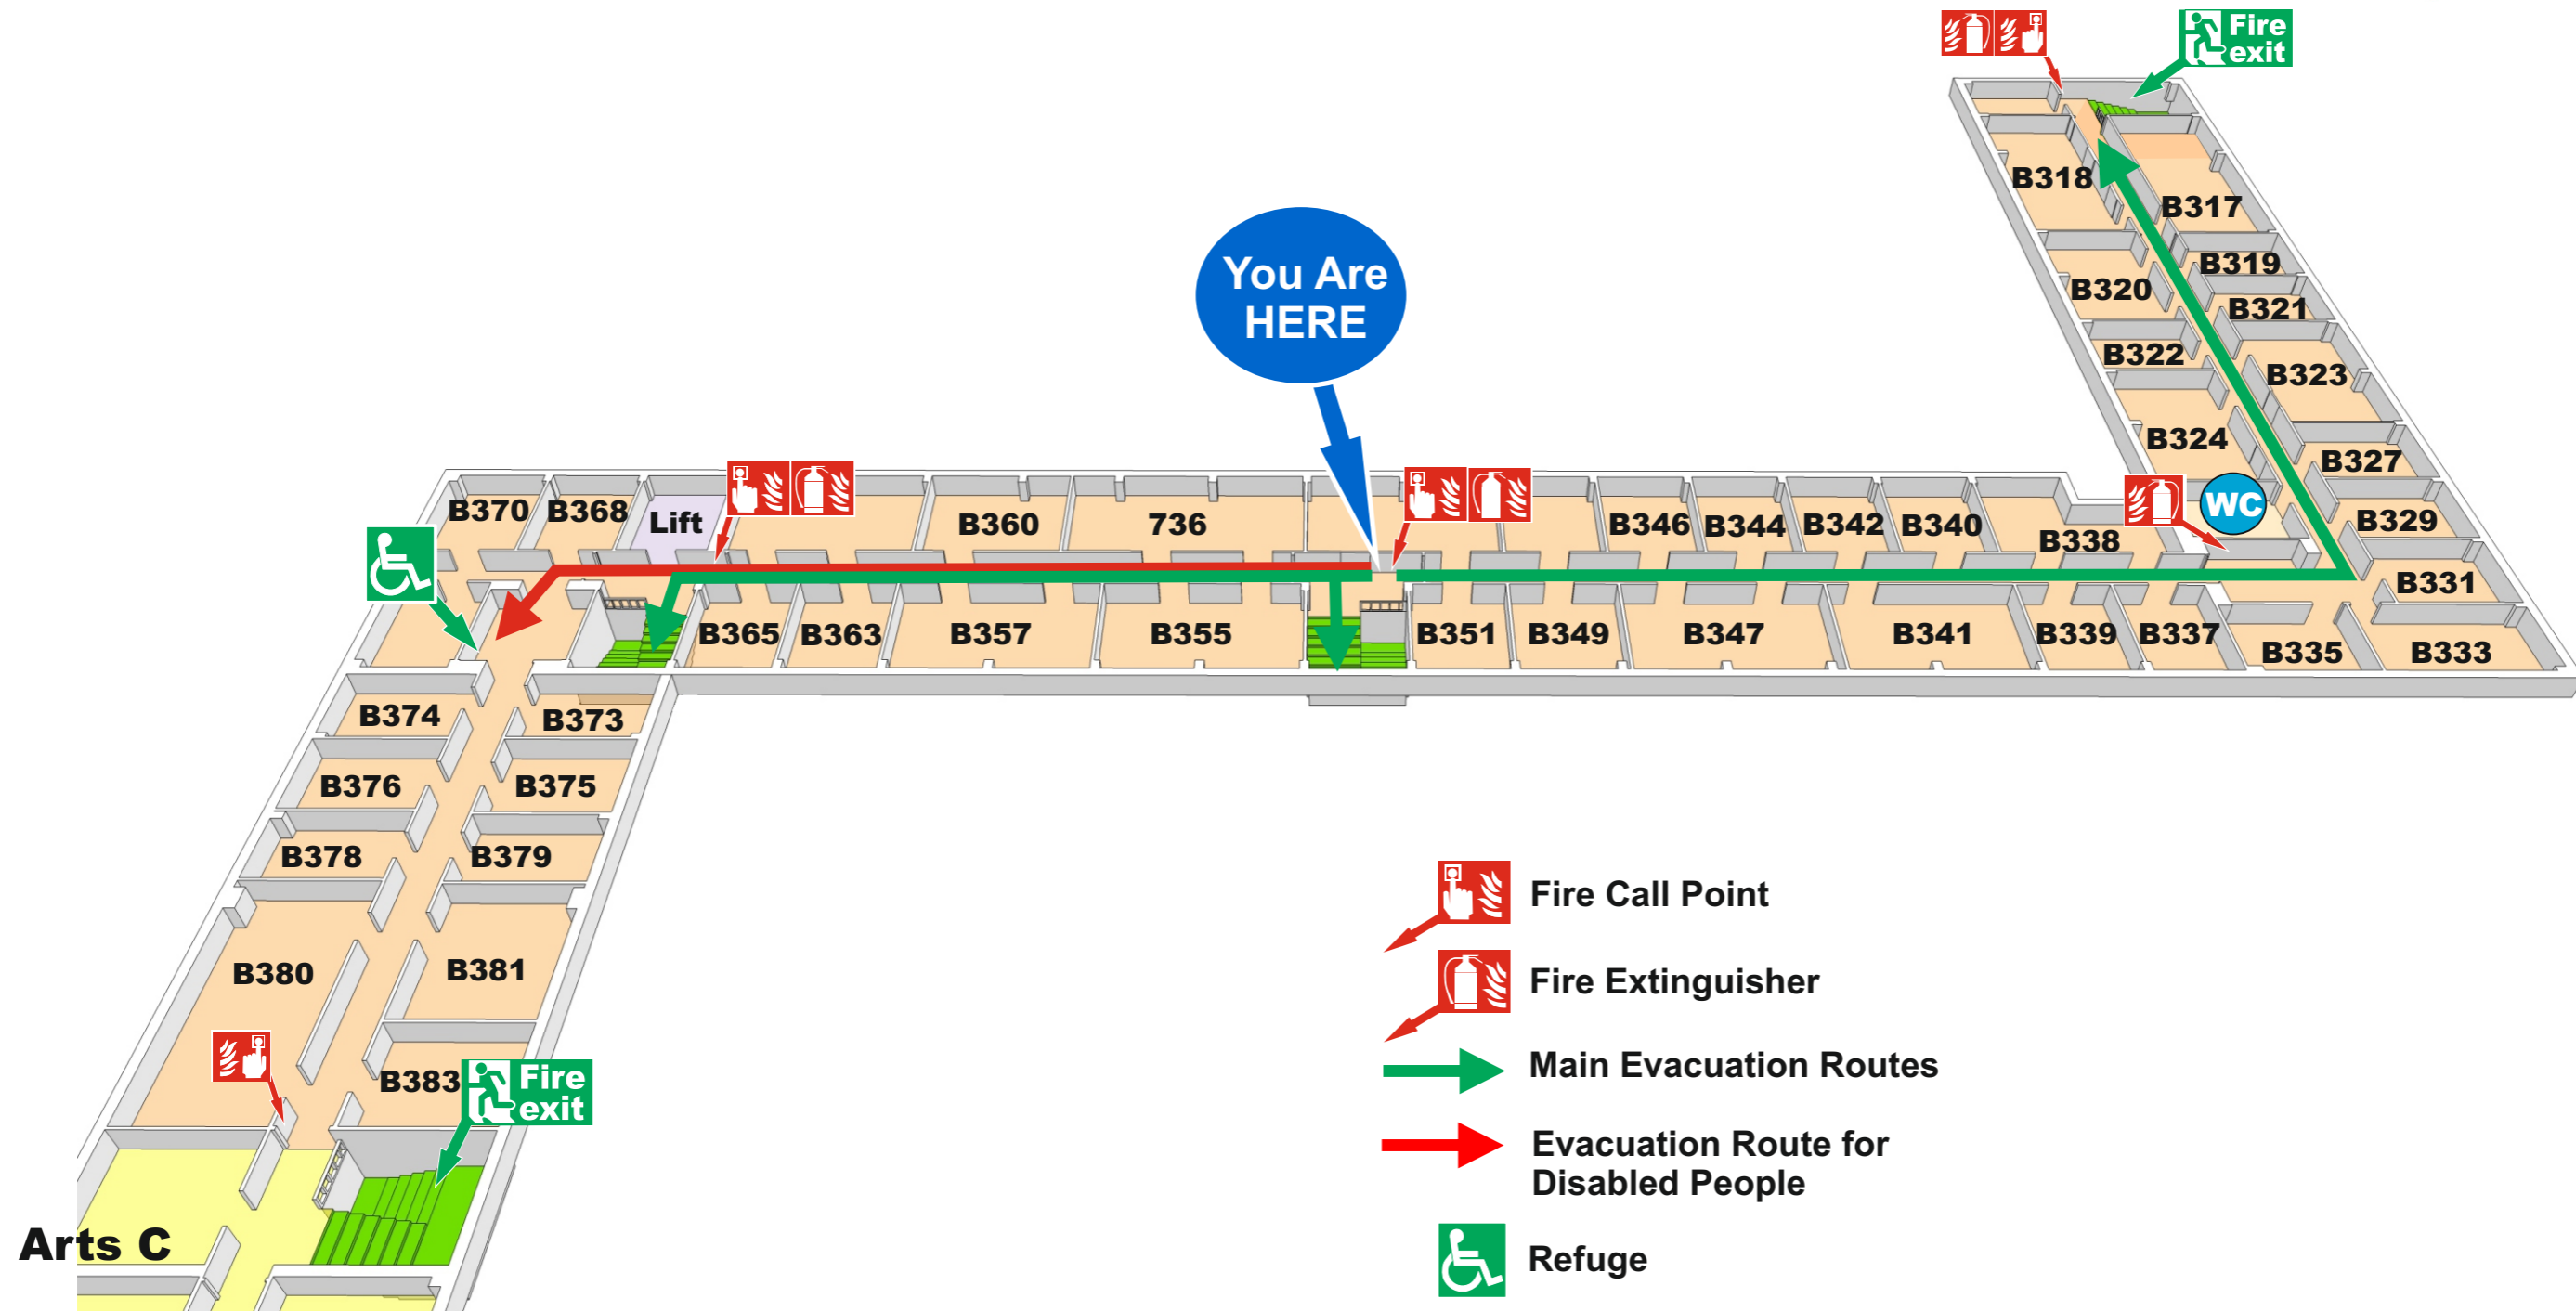 Fire
exit
B318
B317
B319
B320
B321
B322
B323
B324
B327
WC
B329
B331
B333
B335
You Are
HERE
B370
B368
Lift
B360
736
B346
B344
B342
B340
B338
B365
B363
B357
B355
B351
B349
B347
B341
B339
B337
B374
B373
B376
B375
B378
B379
B380
B381
B383
Fire
exit
Arts C
Fire Call Point
Fire Extinguisher
Main Evacuation Routes
Evacuation Route for
Disabled People
Refuge